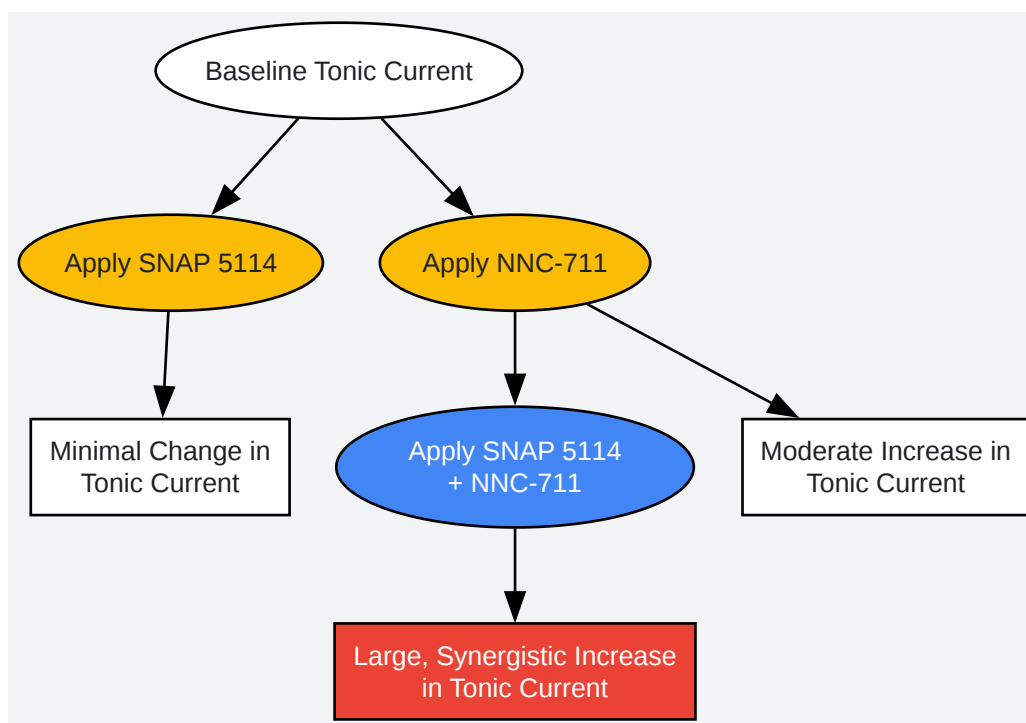 Baseline Tonic Current
Apply SNAP 5114
Apply NNC-711
Minimal Change in
Tonic Current
Apply SNAP 5114
+ NNC-711
Moderate Increase in
Tonic Current
Large, Synergistic Increase
in Tonic Current